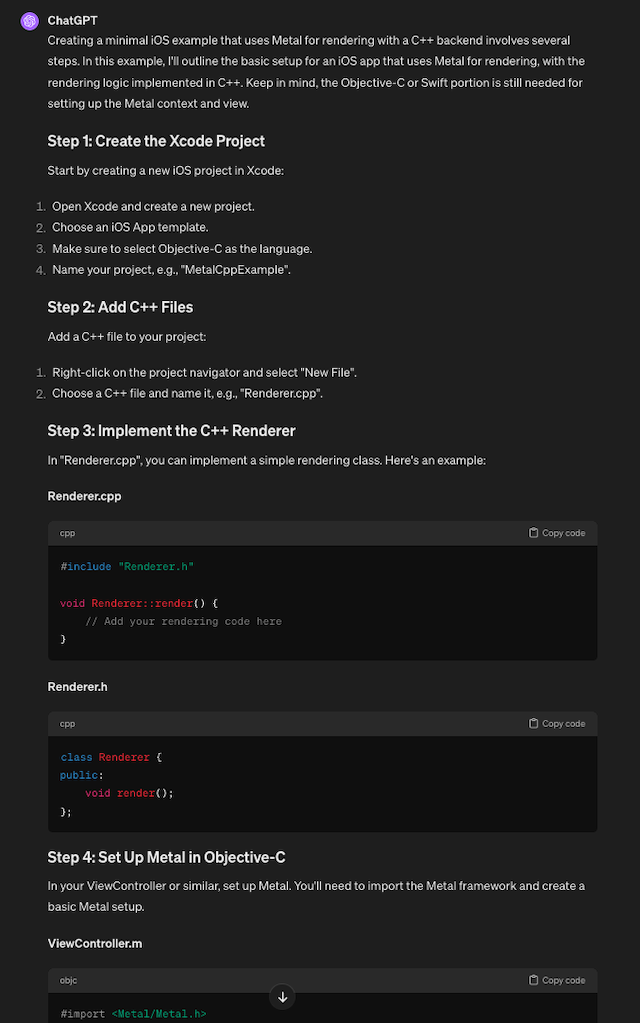 ChatGPT
Creating a minimal iOS example that uses Metal for rendering with a C++ backend involves several
steps. In this example, I'll outline the basic setup for an iOS app that uses Metal for rendering, with the
rendering logic implemented in C++. Keep in mind, the Objective-C or Swift portion is still needed for
setting up the Metal context and view.
Step 1: Create the Xcode Project
Start by creating a new iOS project in Xcode:
1. Open Xcode and create a new project.
2. Choose an iOS App template.
3. Make sure to select Objective-C as the language.
4. Name your project, e.g., "MetalCppExample".
Step 2: Add C++ Files
Add a C++ file to your project:
1. Right-click on the project navigator and select "New File".
2. Choose a C++ file and name it, e.g., "Renderer.cpp".
Step 3: Implement the C++ Renderer
In "Renderer.cpp", you can implement a simple rendering class. Here's an example:
Renderer.cpp
cpp Copy code
#include "Renderer.h"
void Renderer::render() {
// Add your rendering code here
}
Renderer.h
cpp Copy code
class Renderer {
public:
void render();
};
Step 4: Set Up Metal in Objective-C
In your ViewController or similar, set up Metal. You'll need to import the Metal framework and create a
basic Metal setup.
ViewController.m
objc Copy code
#import <Metal/Metal.h>